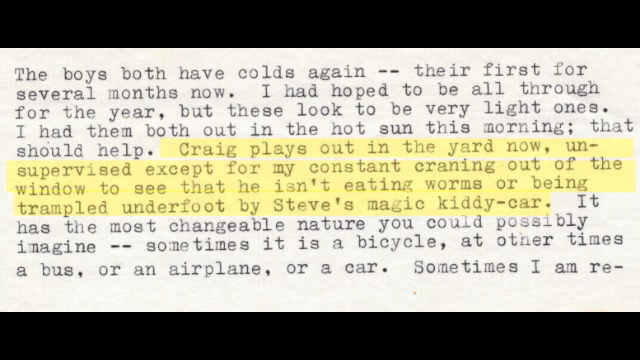 The boys both have colds again -- their first for
several months now.  I had hoped to be all through
for the year, but these look to be very light ones.
I had them both out in the hot sun this morning; that
should help.  Craig plays out in the yard now, un-
supervised except for my constant craning out of the
window to see that he isn't eating worms or being
trampled underfoot by Steve's magic kiddy-car.  It
has the most changeable nature you could possibly
imagine -- sometimes it is a bicycle, at other times
a bus, or an airplane, or a car.  Sometimes I am re-